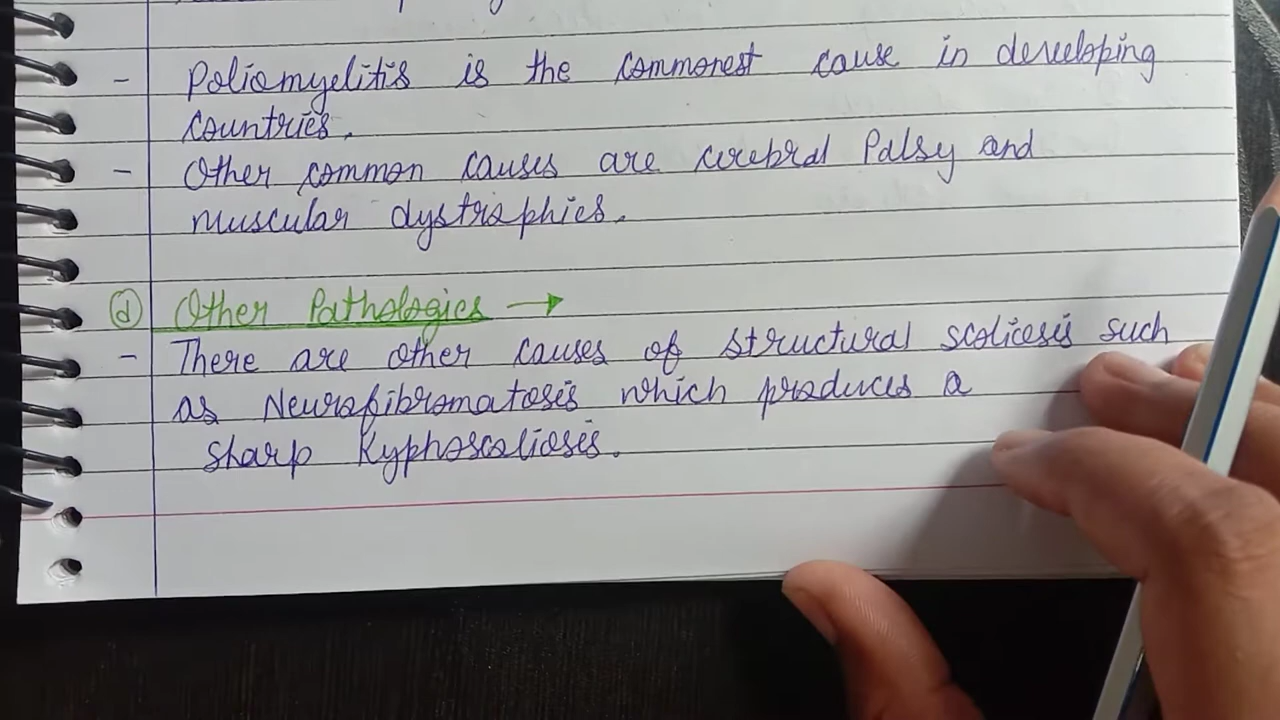 - Poliomyelitis is the commonest cause in developing
countries.
- Other common causes are cerebral Palsy and
muscular dystrophies.
(d) Other Pathologies →
- There are other causes of structural scoliosis such
as Neurofibromatosis which produces a
sharp Kyphoscoliosis.